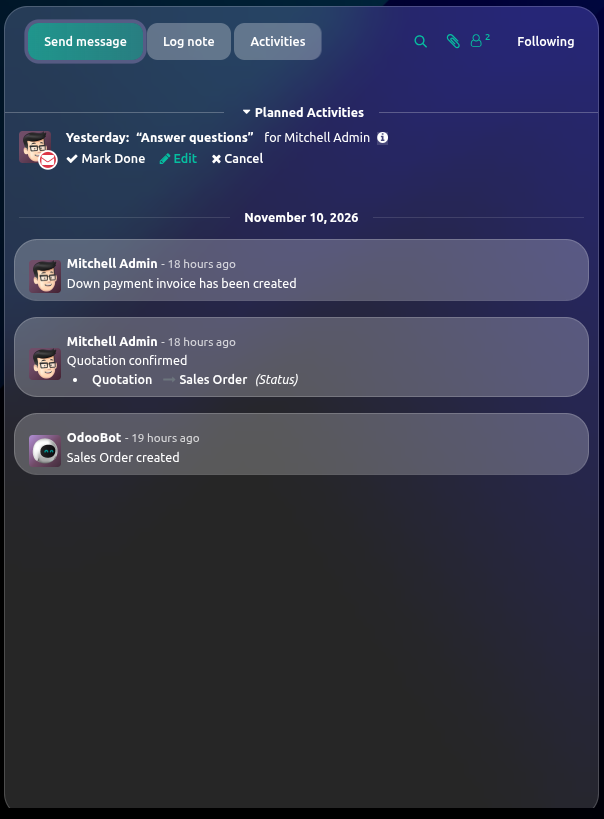 Send message Log note Activities 2 Following
Planned Activities
Yesterday: “Answer questions” for Mitchell Admin
Mark Done Edit Cancel
November 10, 2026
Mitchell Admin - 18 hours ago
Down payment invoice has been created
Mitchell Admin - 18 hours ago
Quotation confirmed
• Quotation → Sales Order (Status)
OdooBot - 19 hours ago
Sales Order created